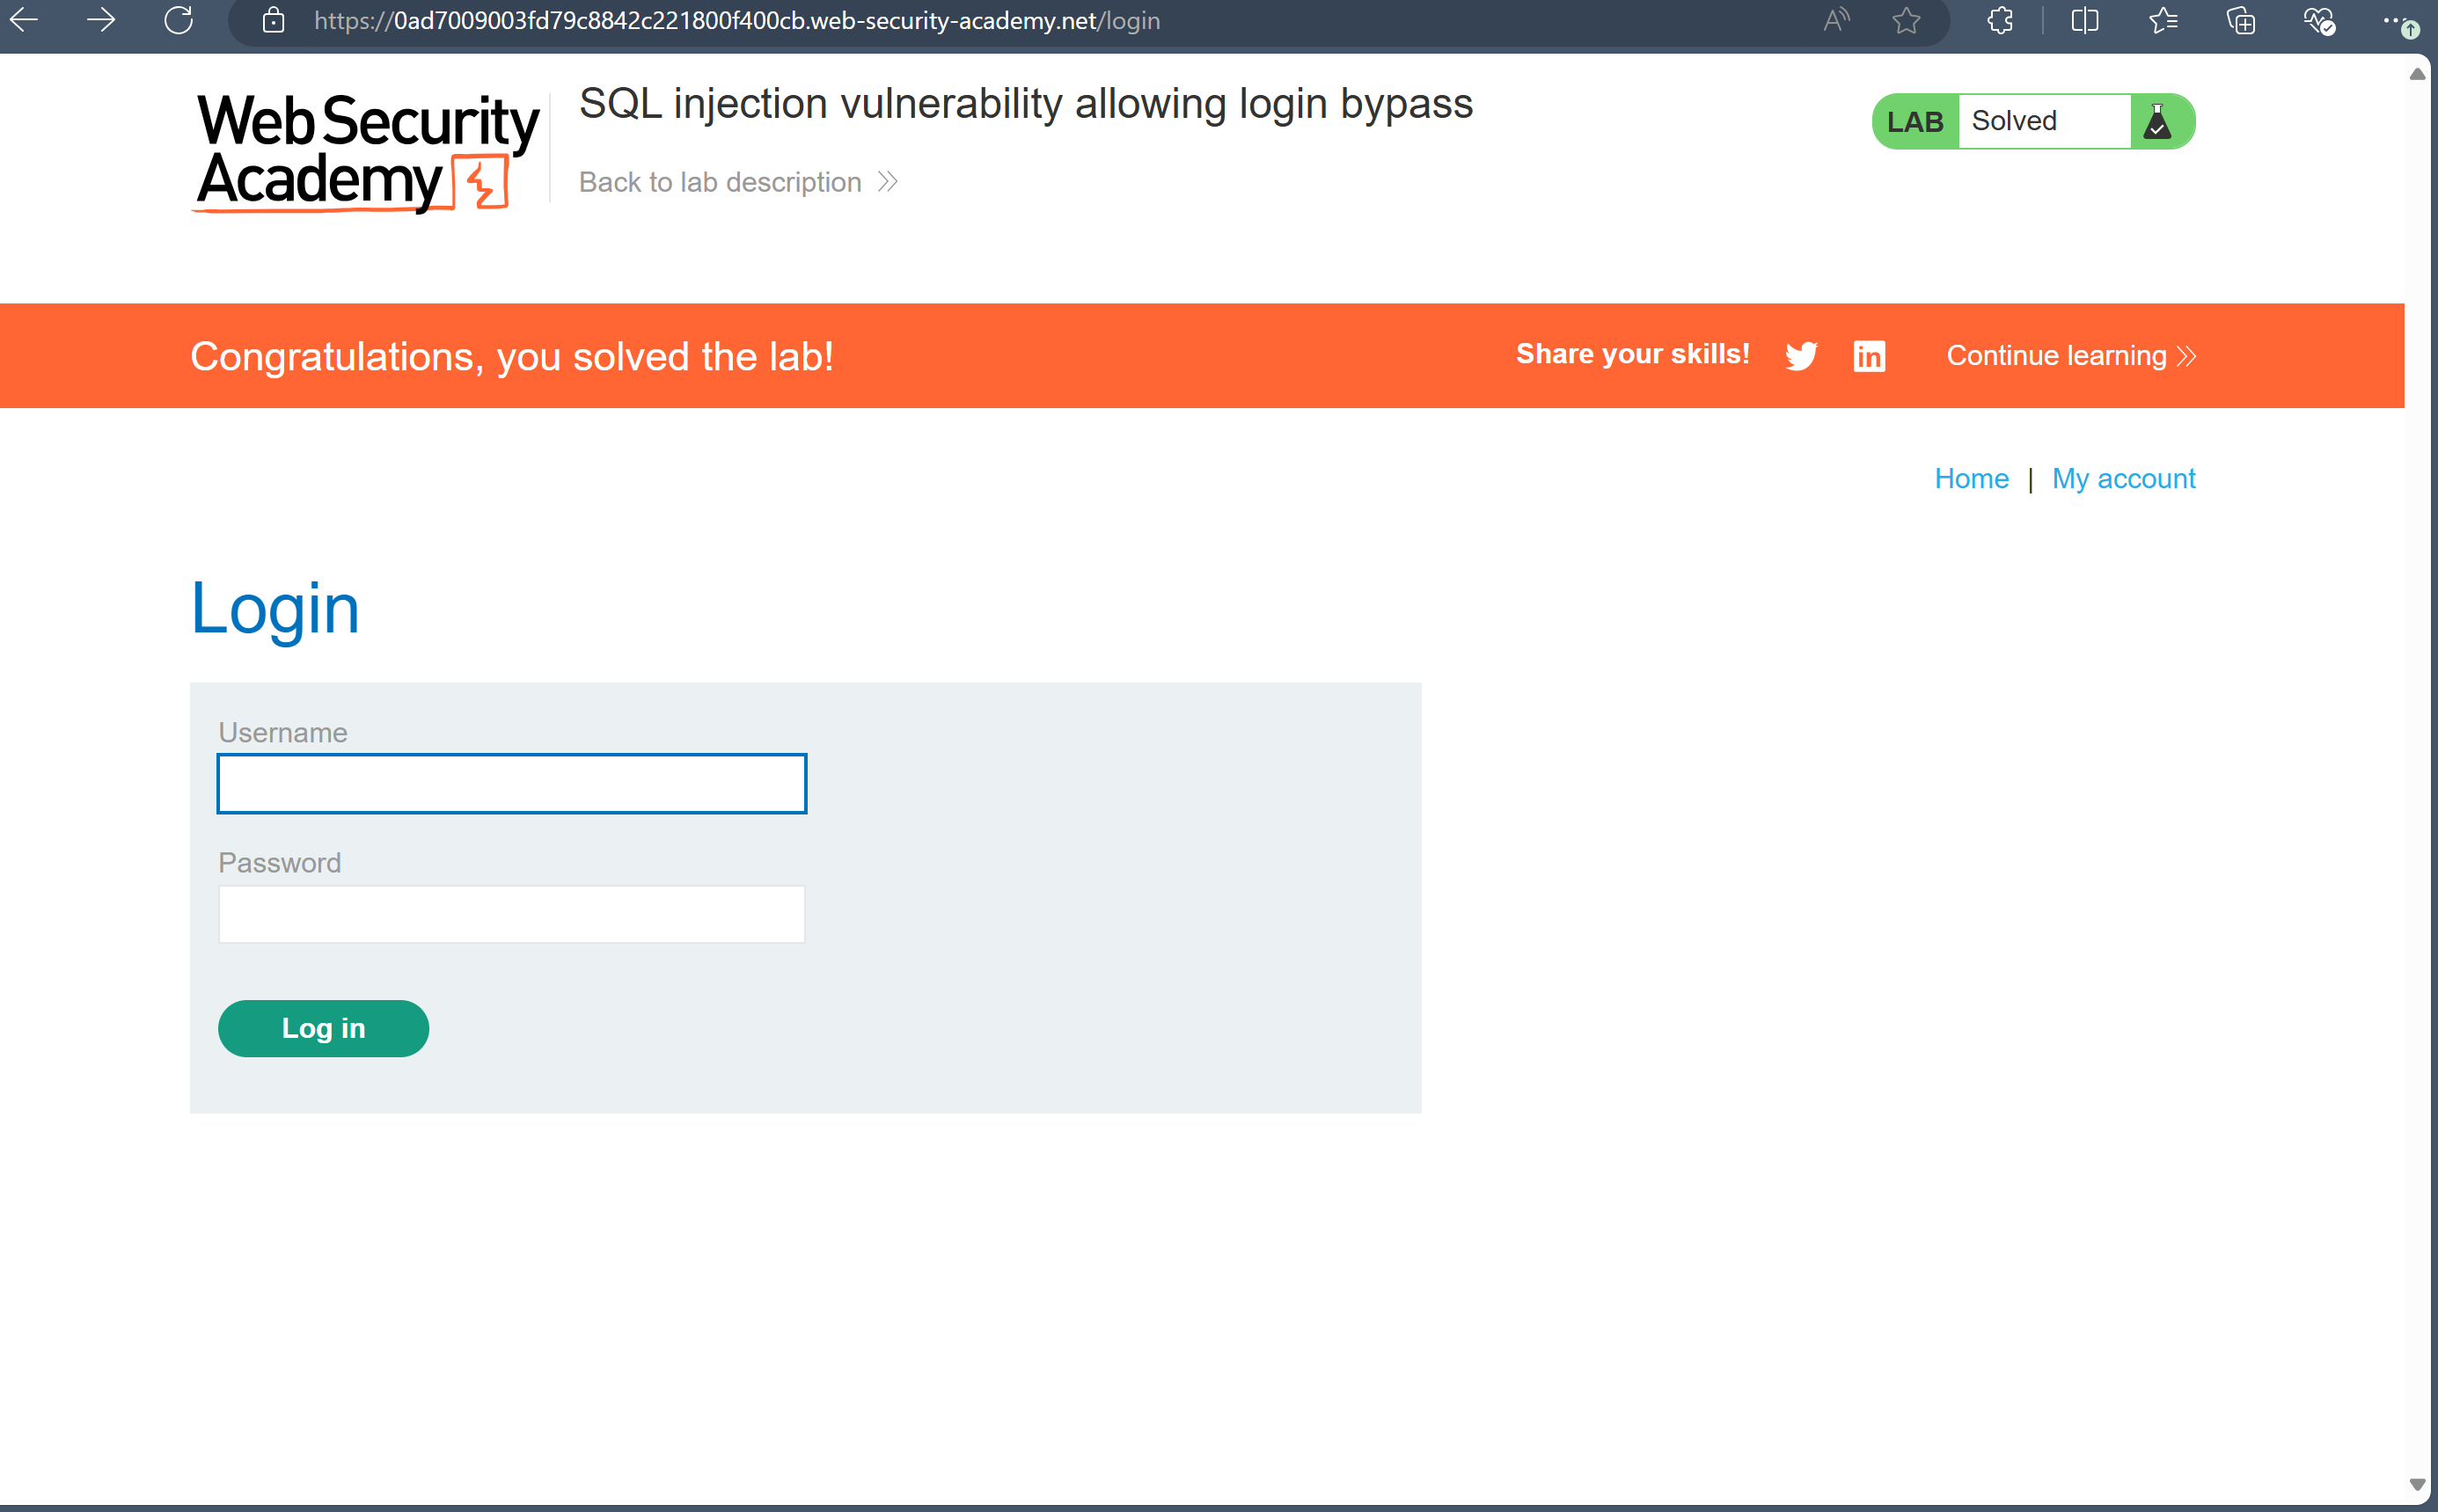 https://0ad7009003fd79c8842c221800f400cb.web-security-academy.net/login
Web Security
Academy
SQL injection vulnerability allowing login bypass
Back to lab description
LAB Solved
Congratulations, you solved the lab!
Share your skills!
Continue learning
Home | My account
Login
Username
Password
Log in